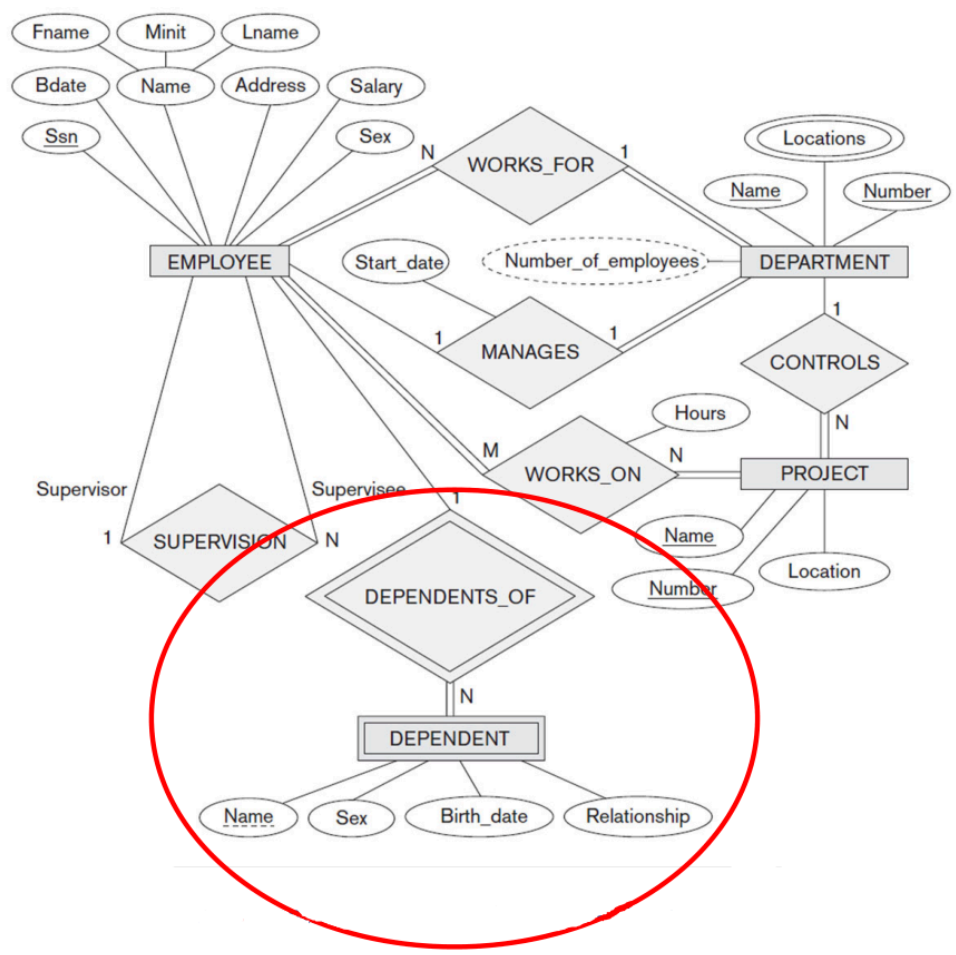 Fname Minit Lname
Bdate Name Address Salary
Ssn Sex
N WORKS_FOR 1
Locations
Name Number
EMPLOYEE Start_date Number_of_employees DEPARTMENT
1 MANAGES 1
1
CONTROLS
N
Hours
M WORKS_ON N
PROJECT
Supervisor Supervisee 1
1 SUPERVISION N
Name
Number Location
DEPENDENTS_OF
N
DEPENDENT
Name Sex Birth_date Relationship